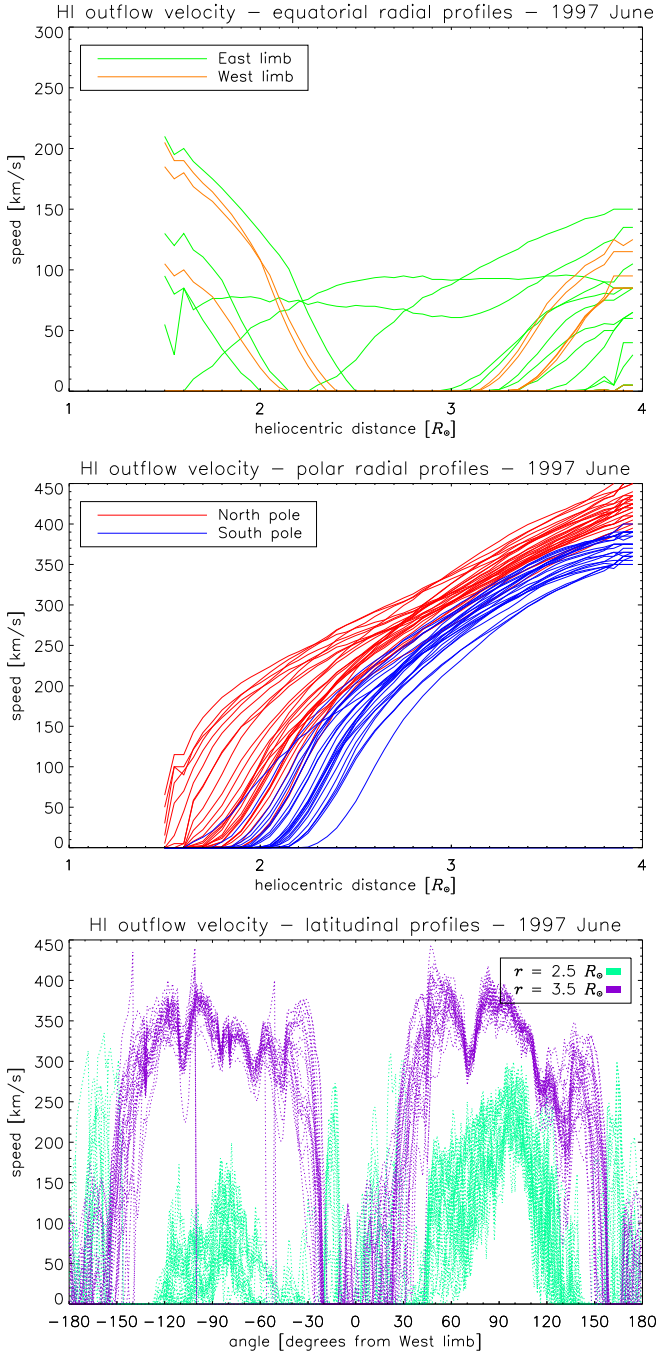 HI outflow velocity − equatorial radial profiles − 1997 June
300
East limb
West limb
250
200
150
100
50
0
speed [km/s]
1 2 3 4
heliocentric distance [R⊙]
HI outflow velocity − polar radial profiles − 1997 June
450
North pole
South pole
400
350
300
250
200
150
100
50
0
speed [km/s]
1 2 3 4
heliocentric distance [R⊙]
HI outflow velocity − latitudinal profiles − 1997 June
450
r = 2.5 R⊙
r = 3.5 R⊙
400
350
300
250
200
150
100
50
0
speed [km/s]
−180 −150 −120 −90 −60 −30 0 30 60 90 120 150 180
angle [degrees from West limb]